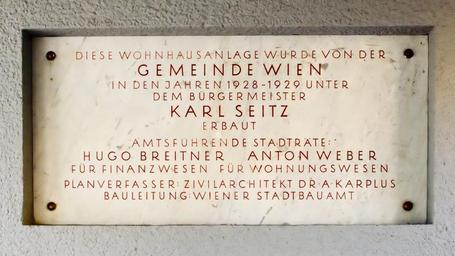 DIESE WOHNHAUSANLAGE WURDE VON DER
GEMEINDE WIEN
IN DEN JAHREN 1928-1929 UNTER
DEM BÜRGERMEISTER
KARL SEITZ
ERBAUT
AMTSFÜHRENDE STADTRÄTE:
HUGO BREITNER ANTON WEBER
FÜR FINANZWESEN FÜR WOHNUNGSWESEN
PLANVERFASSER: ZIVILARCHITEKT DR·A·KARPLUS
BAULEITUNG: WIENER STADTBAUAMT